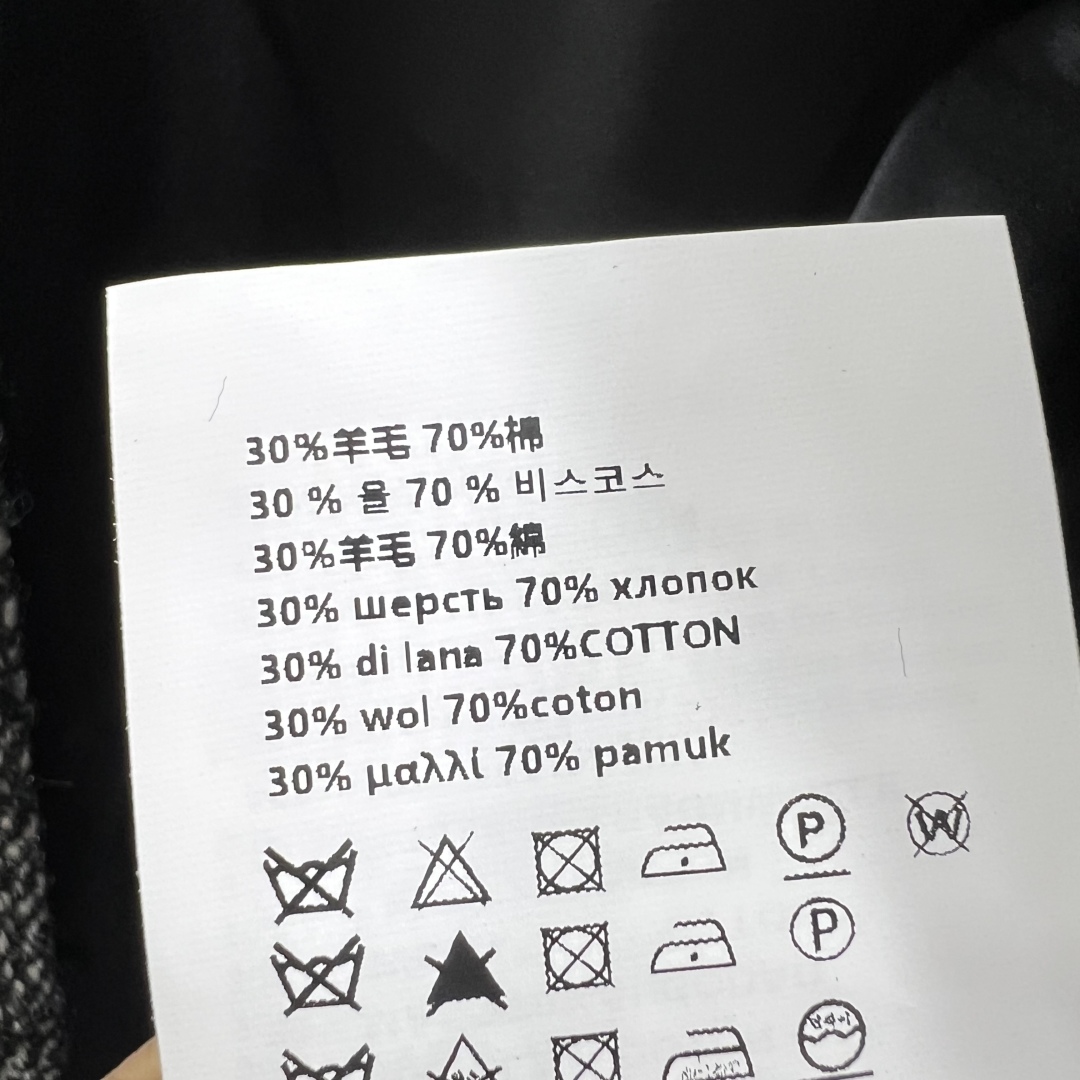 30%羊毛 70%棉
30 % 울 70 % 비스코스
30%羊毛 70%綿
30% шерсть 70% хлопок
30% di lana 70%COTTON
30% wol 70%coton
30% μαλλί 70% pamuk
P W
P